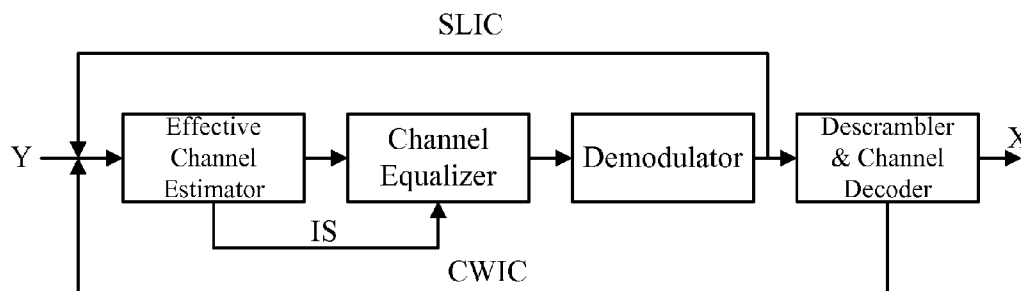 SLIC
Y
Effective
Channel
Estimator
Channel
Equalizer
Demodulator
Descrambler
& Channel
Decoder
X
IS
CWIC